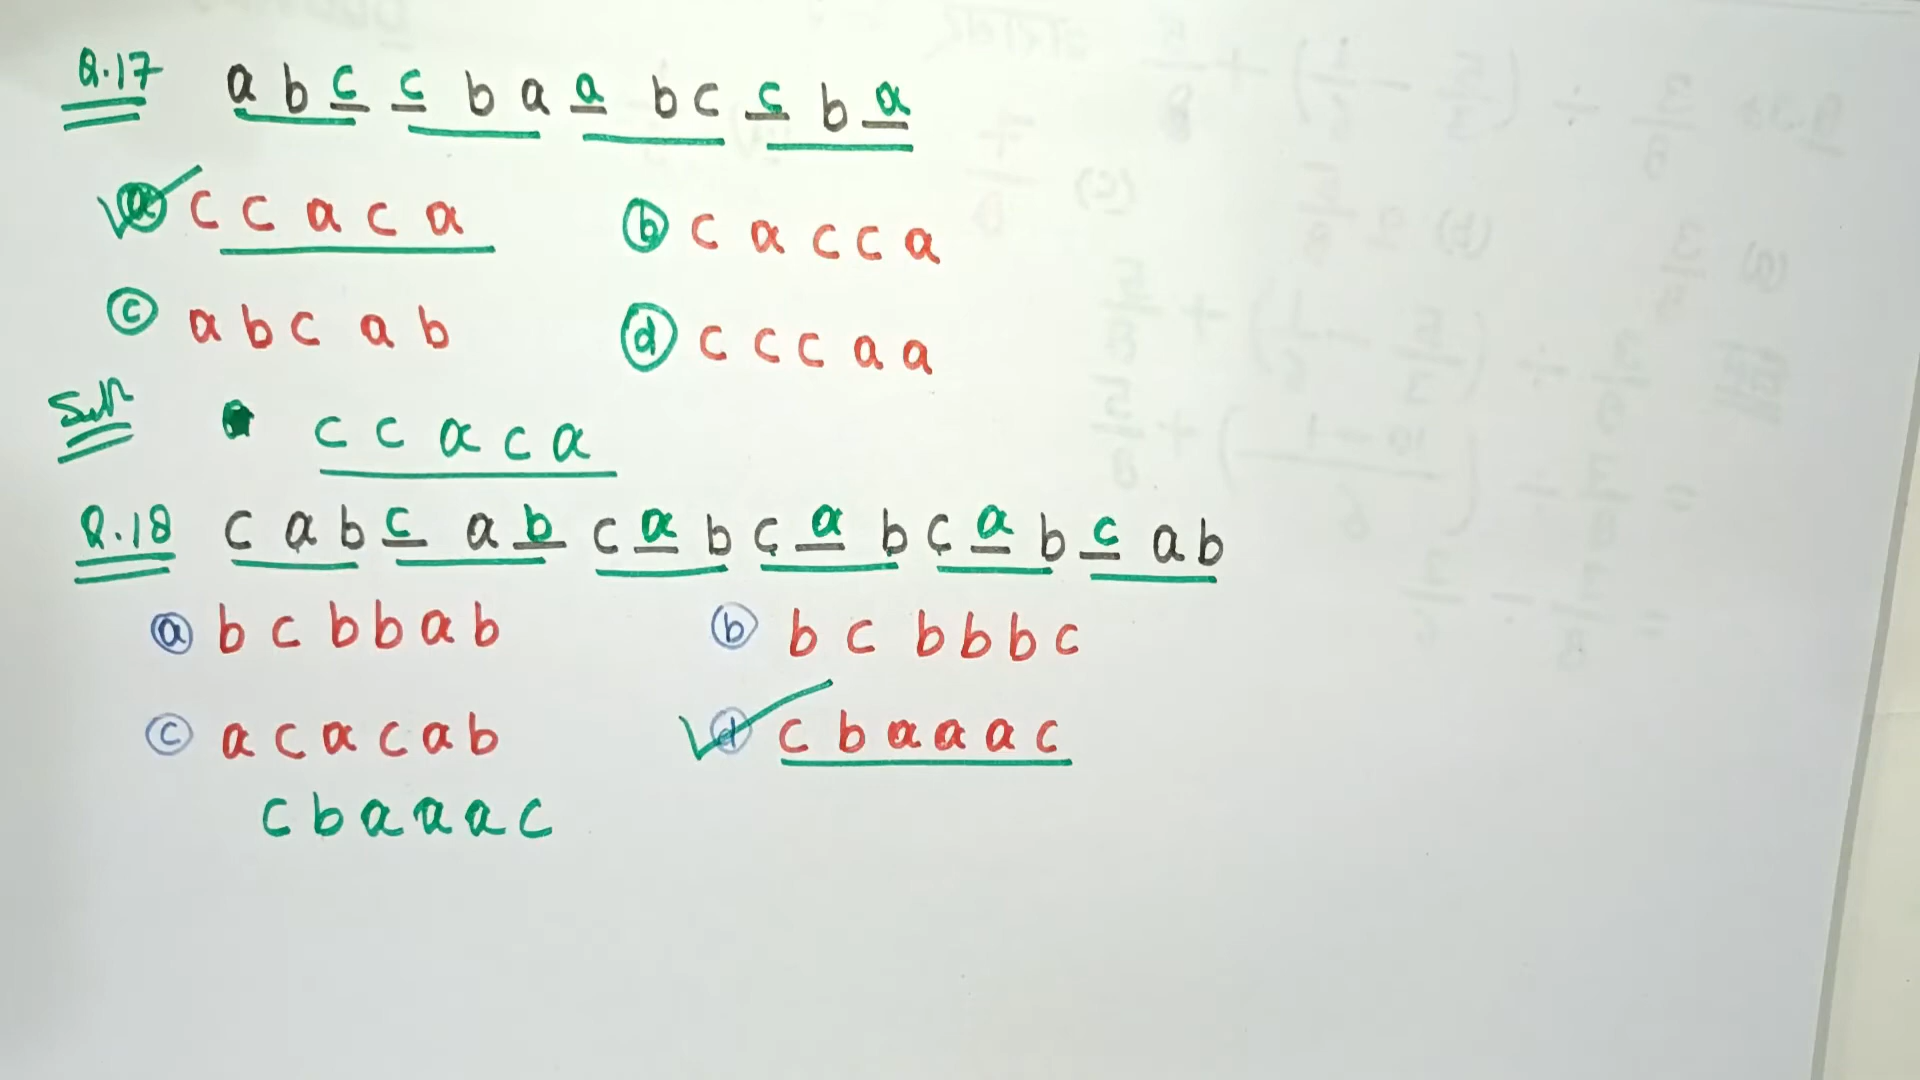 Q.17 a b c c b a a b c c b a
a c c a c a b c a c c a
c a b c a b d c c c a a
Soln c c a c a
Q.18 c a b c a b c a b c a b c a b c a b
a b c b b a b b b c b b b c
c a c a c a b d c b a a a c
c b a a a c